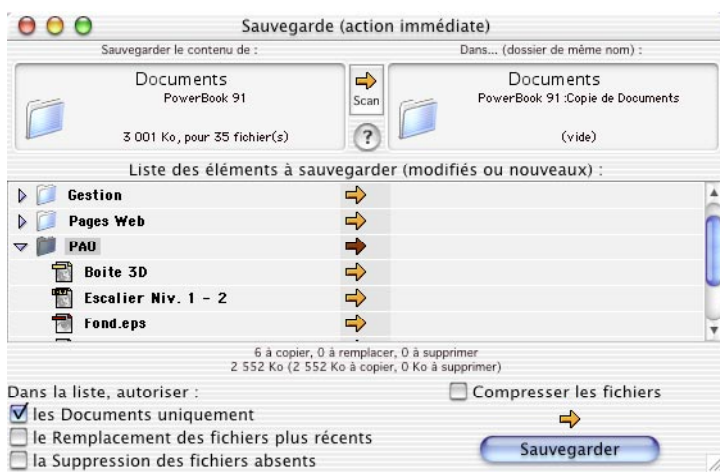 Sauvegarde (action immédiate)
Sauvegarder le contenu de :
Dans... (dossier de même nom) :
Documents
PowerBook 91
3 001 Ko, pour 35 fichier(s)
Scan
?
Documents
PowerBook 91 :Copie de Documents
(vide)
Liste des éléments à sauvegarder (modifiés ou nouveaux) :
Gestion
Pages Web
PAU
Boite 3D
Escalier Niv. 1 - 2
Fond.eps
6 à copier, 0 à remplacer, 0 à supprimer
2 552 Ko (2 552 Ko à copier, 0 Ko à supprimer)
Dans la liste, autoriser :
les Documents uniquement
le Remplacement des fichiers plus récents
la Suppression des fichiers absents
Compresser les fichiers
Sauvegarder